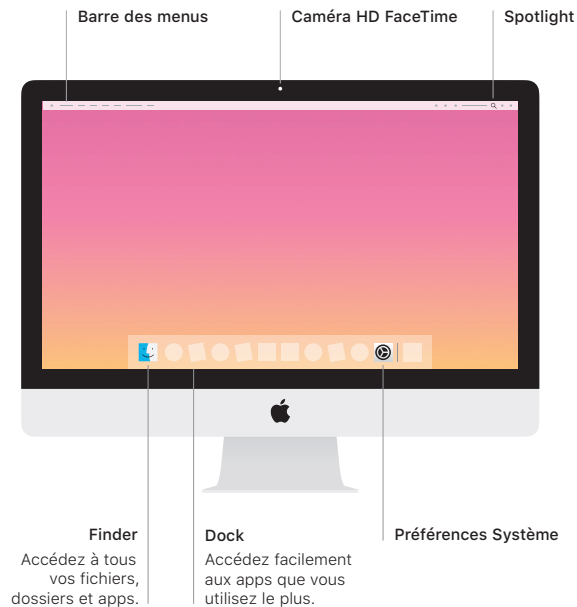 Barre des menus
Caméra HD FaceTime
Spotlight
Finder
Accédez à tous
vos fichiers,
dossiers et apps.
Dock
Accédez facilement
aux apps que vous
utilisez le plus.
Préférences Système